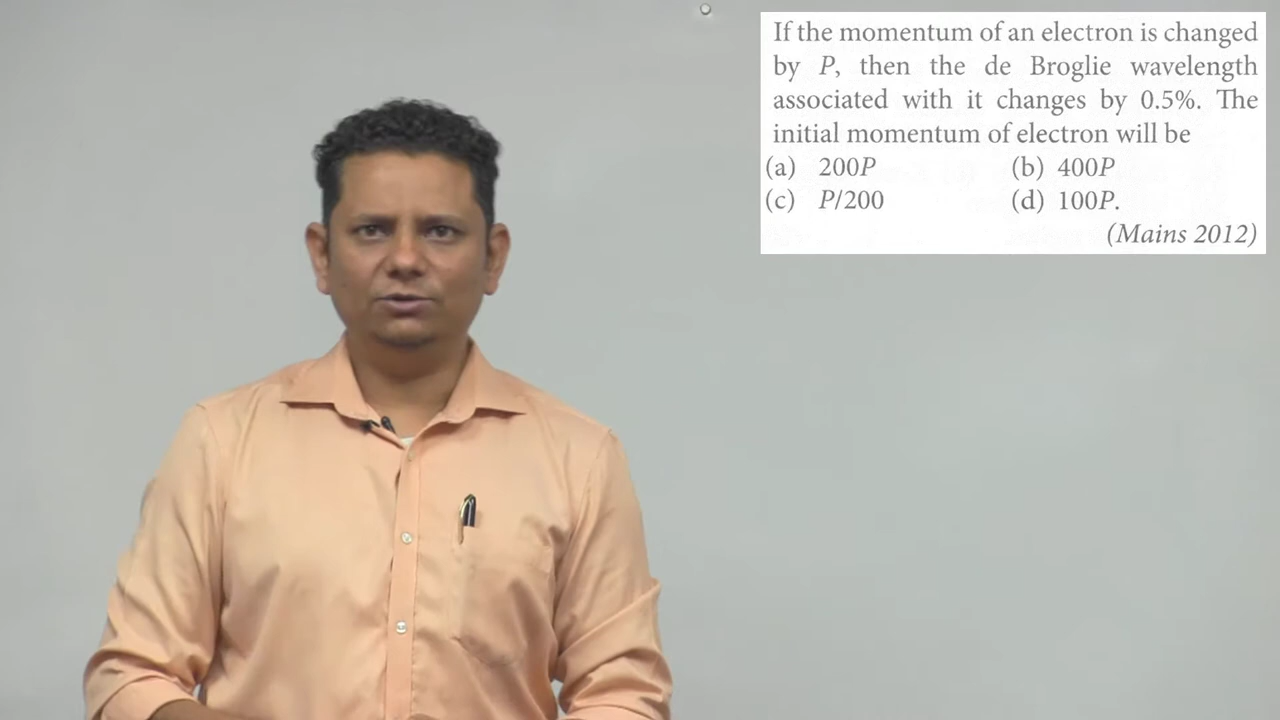 If the momentum of an electron is changed
by P, then the de Broglie wavelength
associated with it changes by 0.5%. The
initial momentum of electron will be
(a) 200P (b) 400P
(c) P/200 (d) 100P.
(Mains 2012)